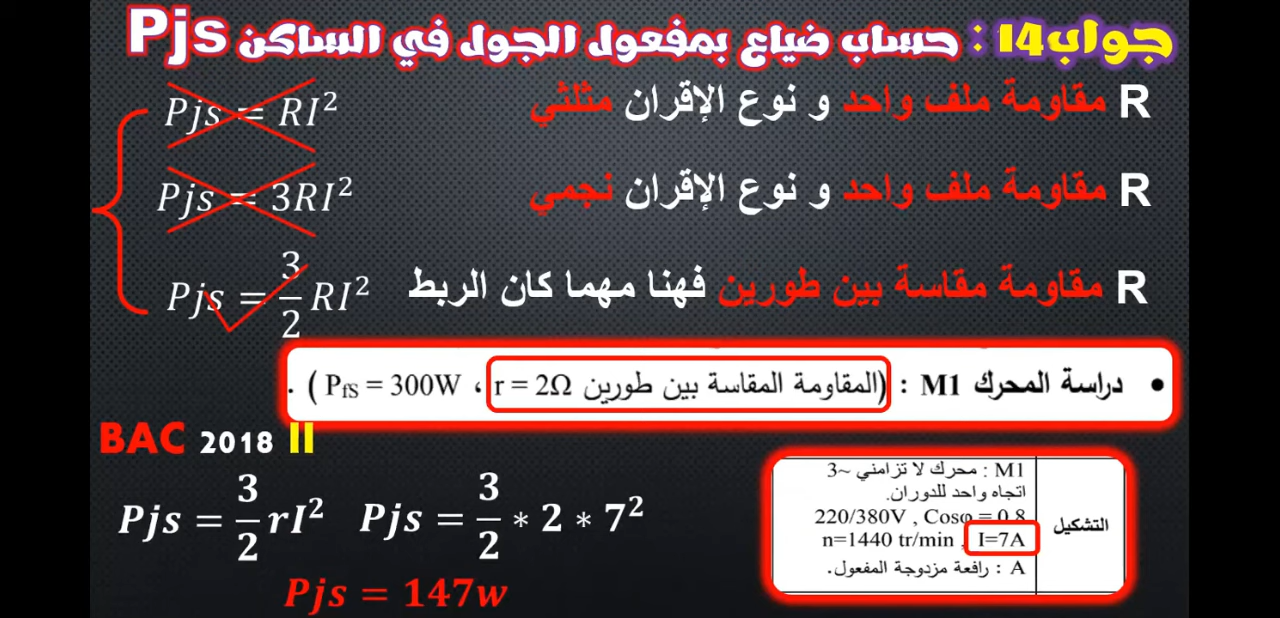 جواب14 : حساب ضياع بمفعول الجول في الساكن Pjs
R مقاومة ملف واحد و نوع الإقران مثلثي
Pjs = RI²
R مقاومة ملف واحد و نوع الإقران نجمي
Pjs = 3RI²
R مقاومة مقاسة بين طورين فهنا مهما كان الربط
Pjs = 3/2 RI²
• دراسة المحرك M1 : (المقاومة المقاسة بين طورين r = 2Ω ، PfS = 300W ) .
BAC 2018 II
Pjs = 3/2 rI² Pjs = 3/2 * 2 * 7²
Pjs = 147w
التشكيل
M1 : محرك لا تزامني ~3
اتجاه واحد للدوران.
220/380V , Cosφ = 0.8
n=1440 tr/min , I=7A
A : رافعة مزدوجة المفعول.